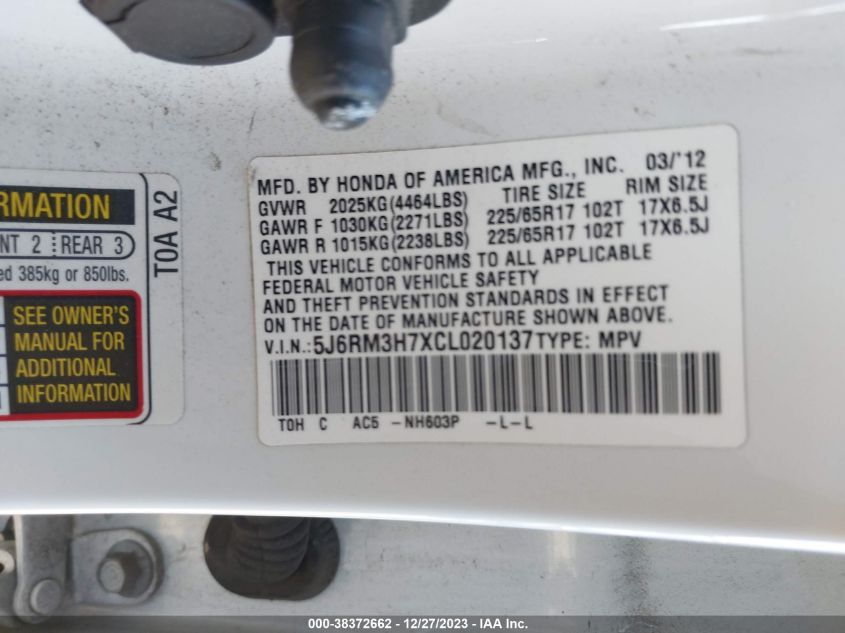 RMATION
NT 2 REAR 3
ed 385kg or 850lbs.
SEE OWNER'S
MANUAL FOR
ADDITIONAL
INFORMATION
T0A A2
MFD. BY HONDA OF AMERICA MFG., INC. 03/'12
GVWR 2025KG(4464LBS) TIRE SIZE RIM SIZE
GAWR F 1030KG(2271LBS) 225/65R17 102T 17X6.5J
GAWR R 1015KG(2238LBS) 225/65R17 102T 17X6.5J
THIS VEHICLE CONFORMS TO ALL APPLICABLE
FEDERAL MOTOR VEHICLE SAFETY
AND THEFT PREVENTION STANDARDS IN EFFECT
ON THE DATE OF MANUFACTURE SHOWN ABOVE.
V.I.N.:5J6RM3H7XCL020137 TYPE: MPV
T0H C AC5 -NH603P -L-L
000-38372662 - 12/27/2023 - IAA Inc.